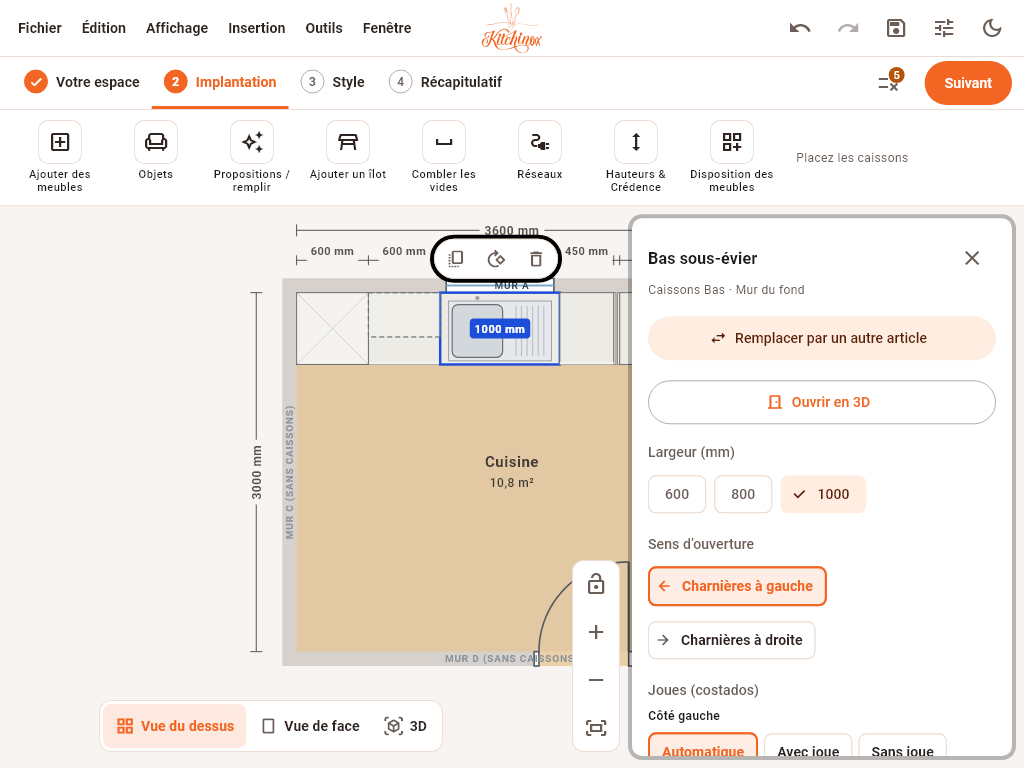 Fichier
Édition
Affichage
Insertion
Outils
Fenêtre
Kitchinox
Votre espace
2 Implantation
3 Style
4 Récapitulatif
5
Suivant
Ajouter des
meubles
Objets
Propositions /
remplir
Ajouter un îlot
Combler les
vides
Réseaux
Hauteurs &
Crédence
Disposition des
meubles
Placez les caissons
3600 mm
600 mm
600 mm
450 mm
MUR A
1000 mm
3000 mm
MUR C (SANS CAISSONS)
Cuisine
10,8 m²
MUR D (SANS CAISSONS
Vue du dessus
Vue de face
3D
Bas sous-évier
Caissons Bas · Mur du fond
Remplacer par un autre article
Ouvrir en 3D
Largeur (mm)
600
800
1000
Sens d’ouverture
Charnières à gauche
Charnières à droite
Joues (costados)
Côté gauche
Automatique
Avec joue
Sans joue